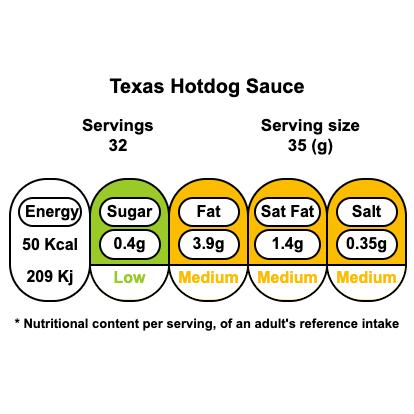 Texas Hotdog Sauce
Servings
32
Serving size
35 (g)
Energy
50 Kcal
209 Kj
Sugar
0.4g
Low
Fat
3.9g
Medium
Sat Fat
1.4g
Medium
Salt
0.35g
Medium
* Nutritional content per serving, of an adult's reference intake